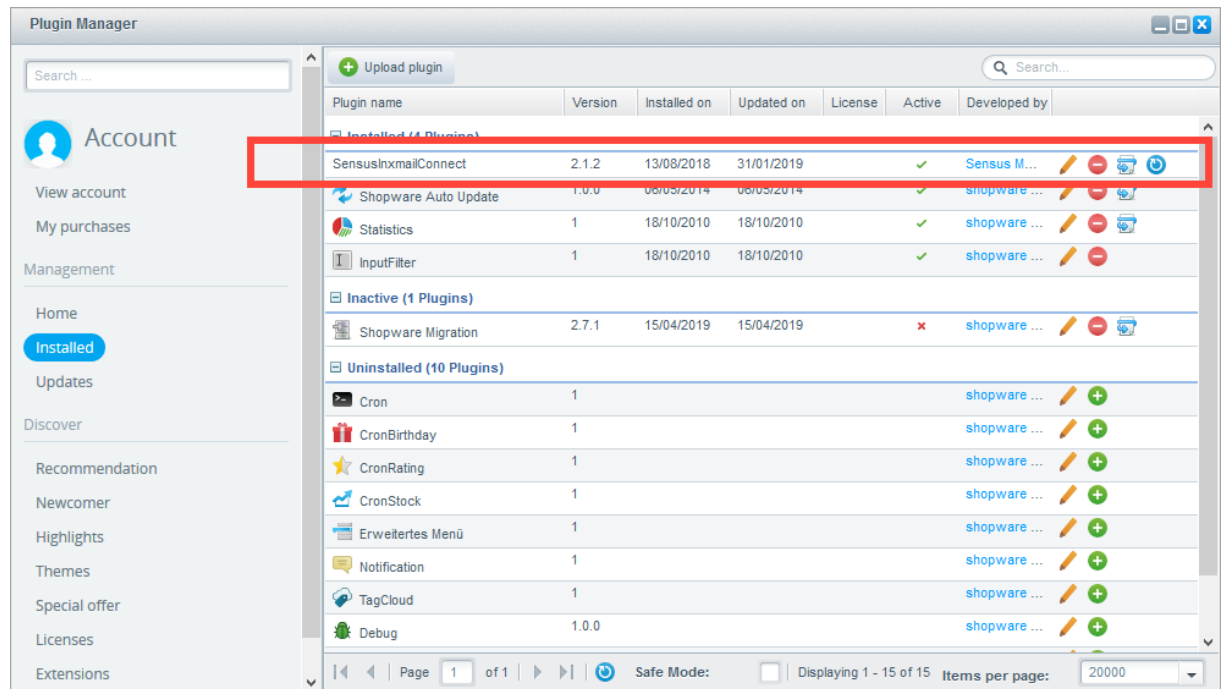 Plugin Manager
Search ...
Account
View account
My purchases
Management
Home
Installed
Updates
Discover
Recommendation
Newcomer
Highlights
Themes
Special offer
Licenses
Extensions
Upload plugin
Search...
Plugin name Version Installed on Updated on License Active Developed by
Installed (4 Plugins)
SensusInxmailConnect 2.1.2 13/08/2018 31/01/2019 Sensus M...
Shopware Auto Update 1.0.0 06/05/2014 06/05/2014 shopware ...
Statistics 1 18/10/2010 18/10/2010 shopware ...
InputFilter 1 18/10/2010 18/10/2010 shopware ...
Inactive (1 Plugins)
Shopware Migration 2.7.1 15/04/2019 15/04/2019 shopware ...
Uninstalled (10 Plugins)
Cron 1 shopware ...
CronBirthday 1 shopware ...
CronRating 1 shopware ...
CronStock 1 shopware ...
Erweitertes Menü 1 shopware ...
Notification 1 shopware ...
TagCloud 1 shopware ...
Debug 1.0.0 shopware ...
Page 1 of 1 Safe Mode: Displaying 1 - 15 of 15 Items per page: 20000